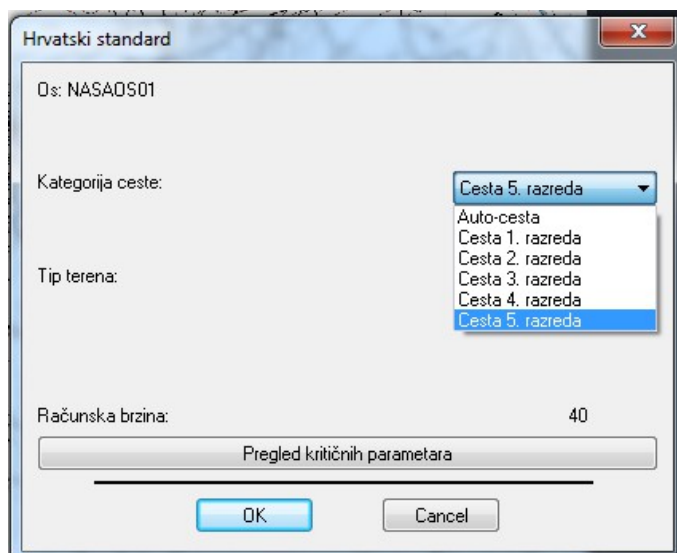 Hrvatski standard
Os: NASAOS01
Kategorija ceste:
Cesta 5. razreda
Auto-cesta
Cesta 1. razreda
Cesta 2. razreda
Cesta 3. razreda
Cesta 4. razreda
Cesta 5. razreda
Tip terena:
Računska brzina:
40
Pregled kritičnih parametara
OK
Cancel